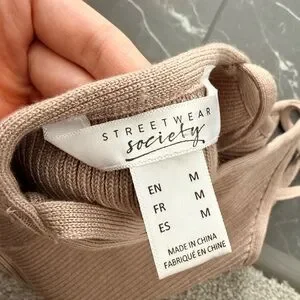 STREETWEAR
society
EN M
FR M
ES M
MADE IN CHINA
FABRIQUÉ EN CHINE